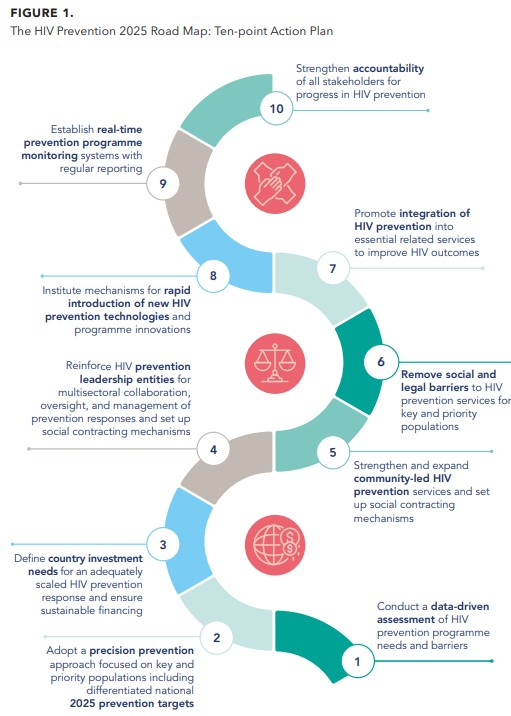 FIGURE 1.
The HIV Prevention 2025 Road Map: Ten-point Action Plan
Strengthen accountability
of all stakeholders for
progress in HIV prevention
10
Establish real-time
prevention programme
monitoring systems with
regular reporting
9
Promote integration of
HIV prevention into
essential related services
to improve HIV outcomes
7
8
Institute mechanisms for rapid
introduction of new HIV
prevention technologies and
programme innovations
6
Remove social and
legal barriers to HIV
prevention services for
key and priority
populations
Reinforce HIV prevention
leadership entities for
multisectoral collaboration,
oversight, and management of
prevention responses and set up
social contracting mechanisms
4
5
Strengthen and expand
community-led HIV
prevention services and set
up social contracting
mechanisms
$
$
3
Define country investment
needs for an adequately
scaled HIV prevention
response and ensure
sustainable financing
Conduct a data-driven
assessment of HIV
prevention programme
needs and barriers
2
1
Adopt a precision prevention
approach focused on key and
priority populations including
differentiated national
2025 prevention targets